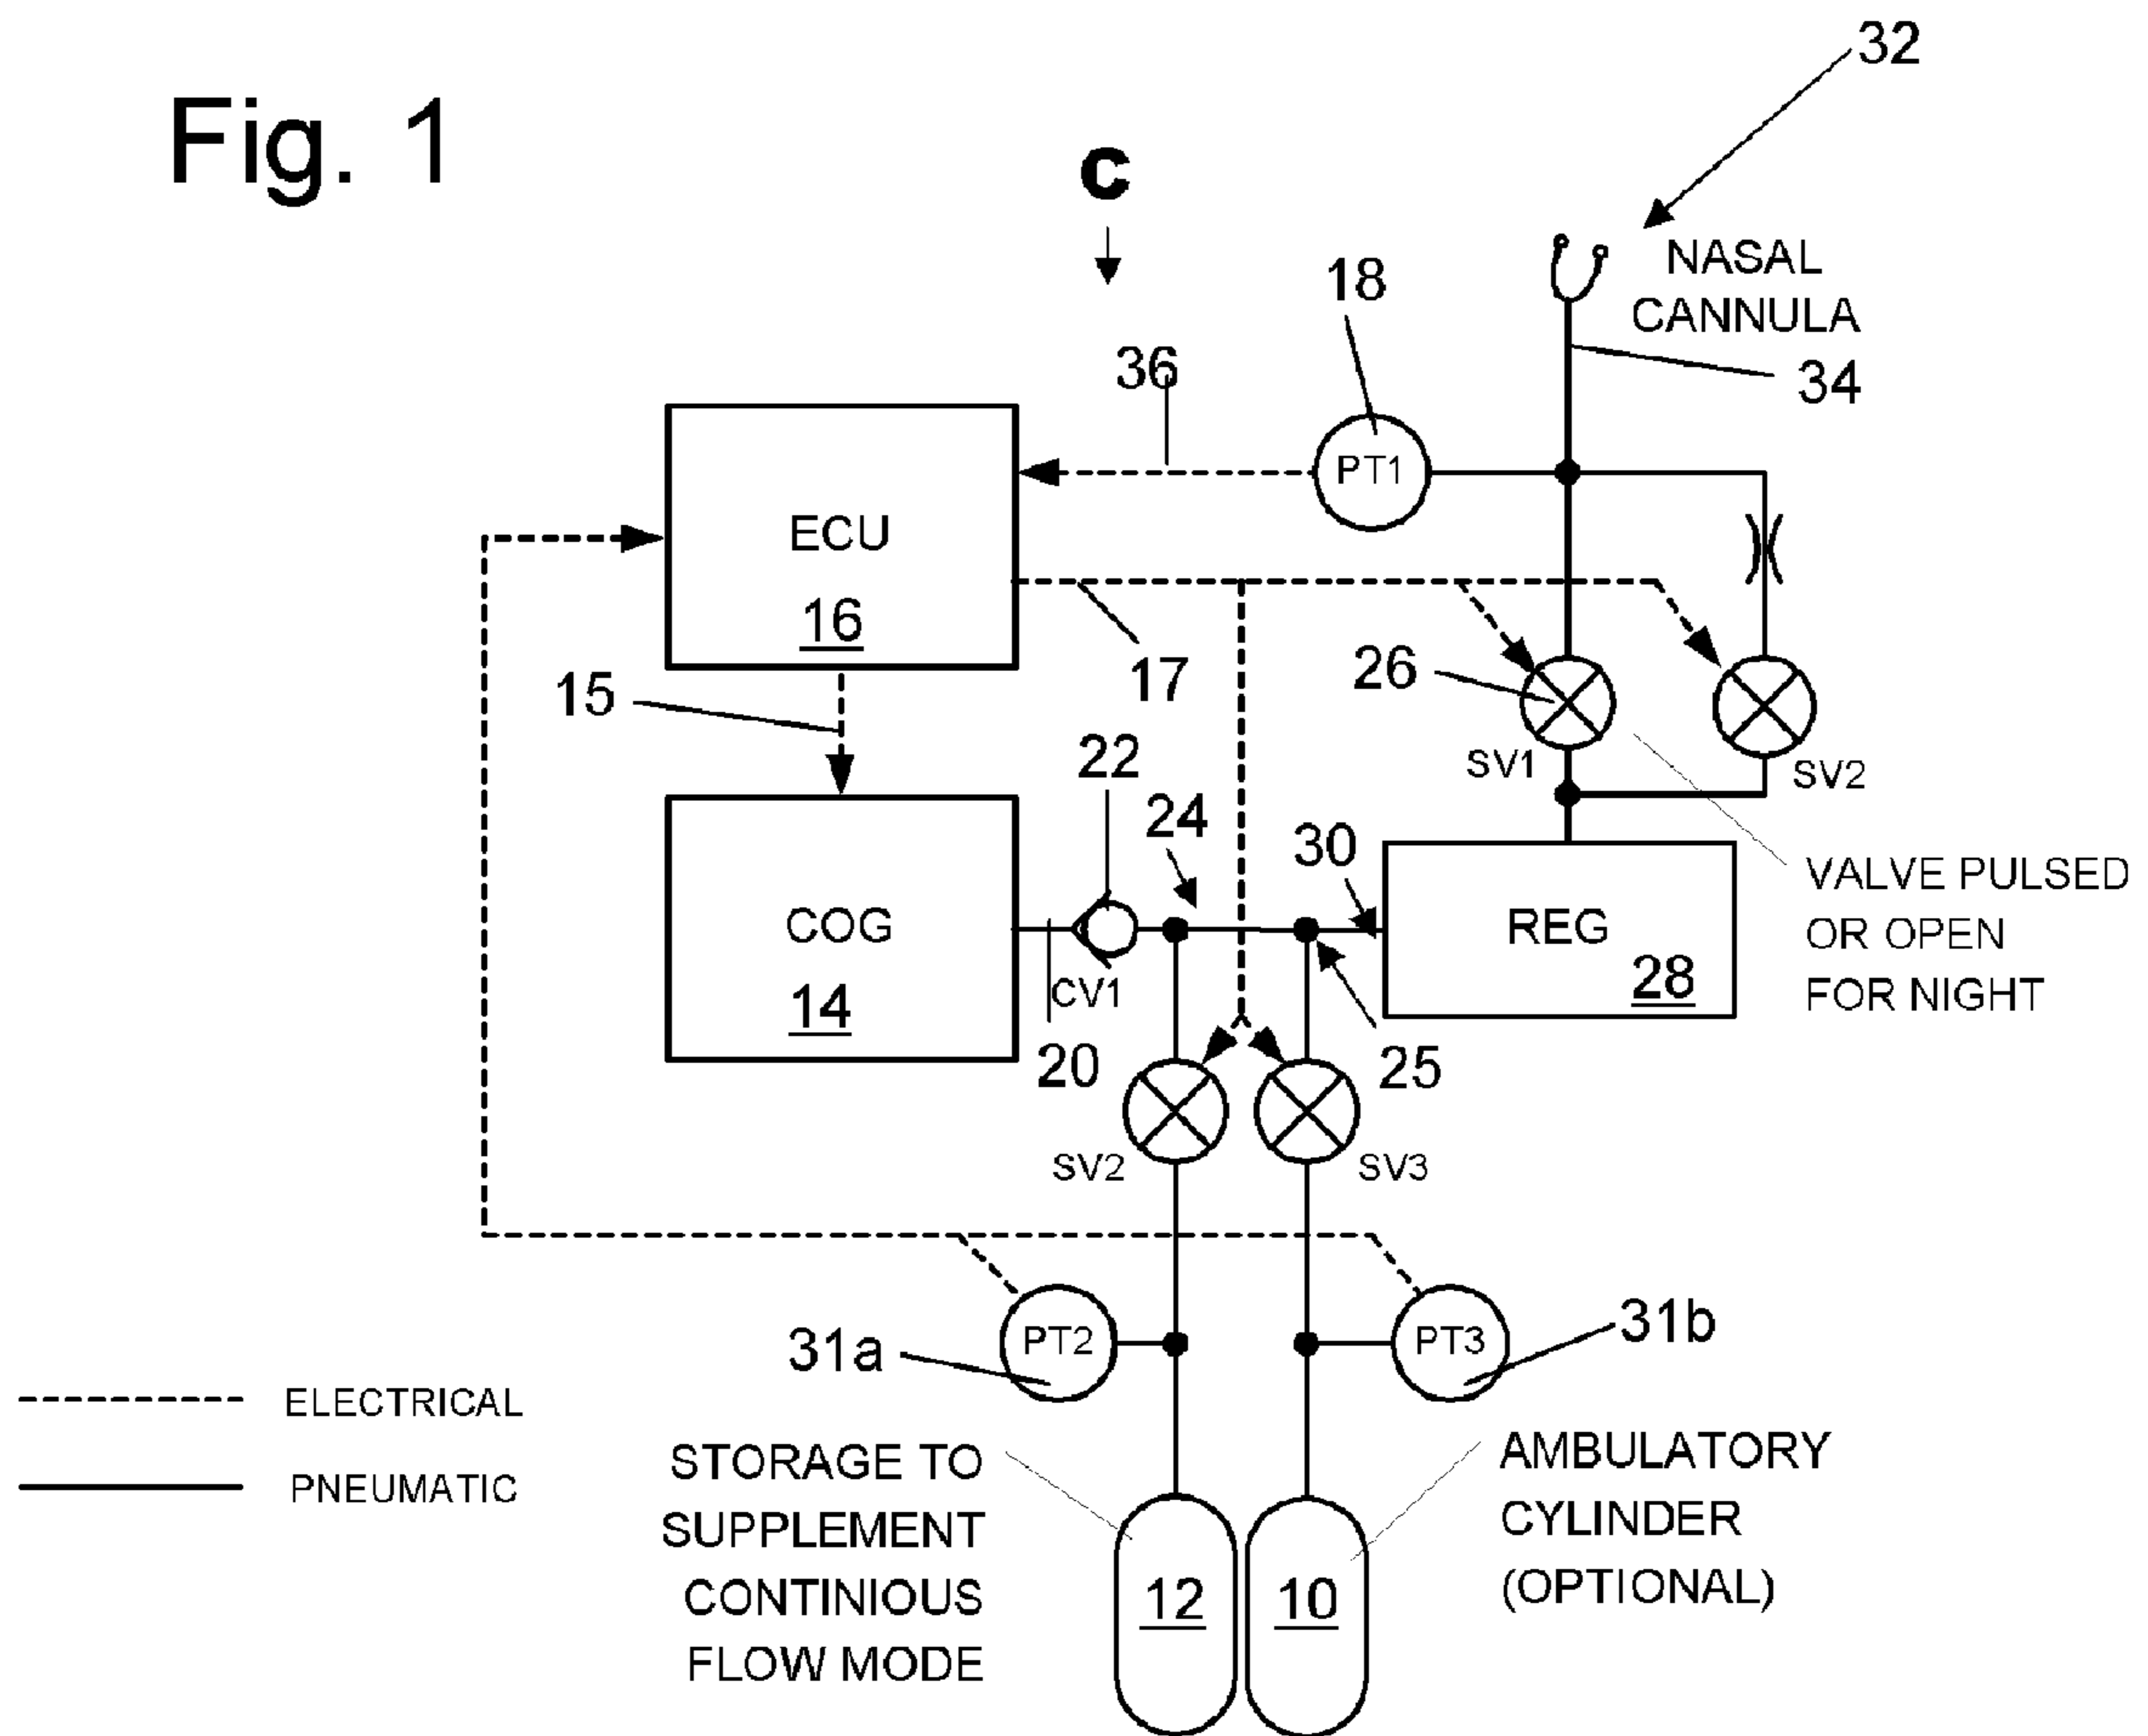 Fig. 1
C
32
NASAL
CANNULA
18
34
36
PT1
ECU
16
17
15
26
SV1
SV2
22
24
30
COG
14
CV1
20
REG
28
25
VALVE PULSED
OR OPEN
FOR NIGHT
SV2
SV3
31a
PT2
PT3
31b
ELECTRICAL
PNEUMATIC
STORAGE TO
SUPPLEMENT
CONTINIOUS
FLOW MODE
12
10
AMBULATORY
CYLINDER
(OPTIONAL)